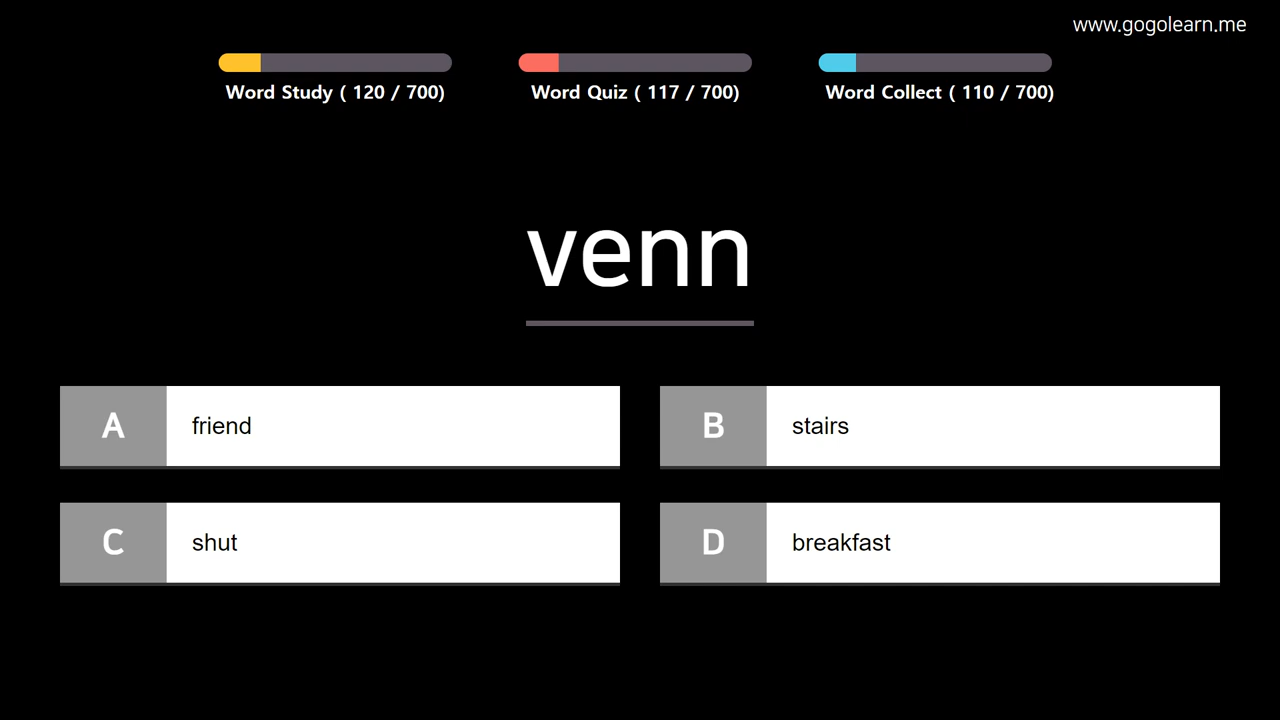 www.gogolearn.me
Word Study ( 120 / 700)
Word Quiz ( 117 / 700)
Word Collect ( 110 / 700)
venn
A friend
B stairs
C shut
D breakfast